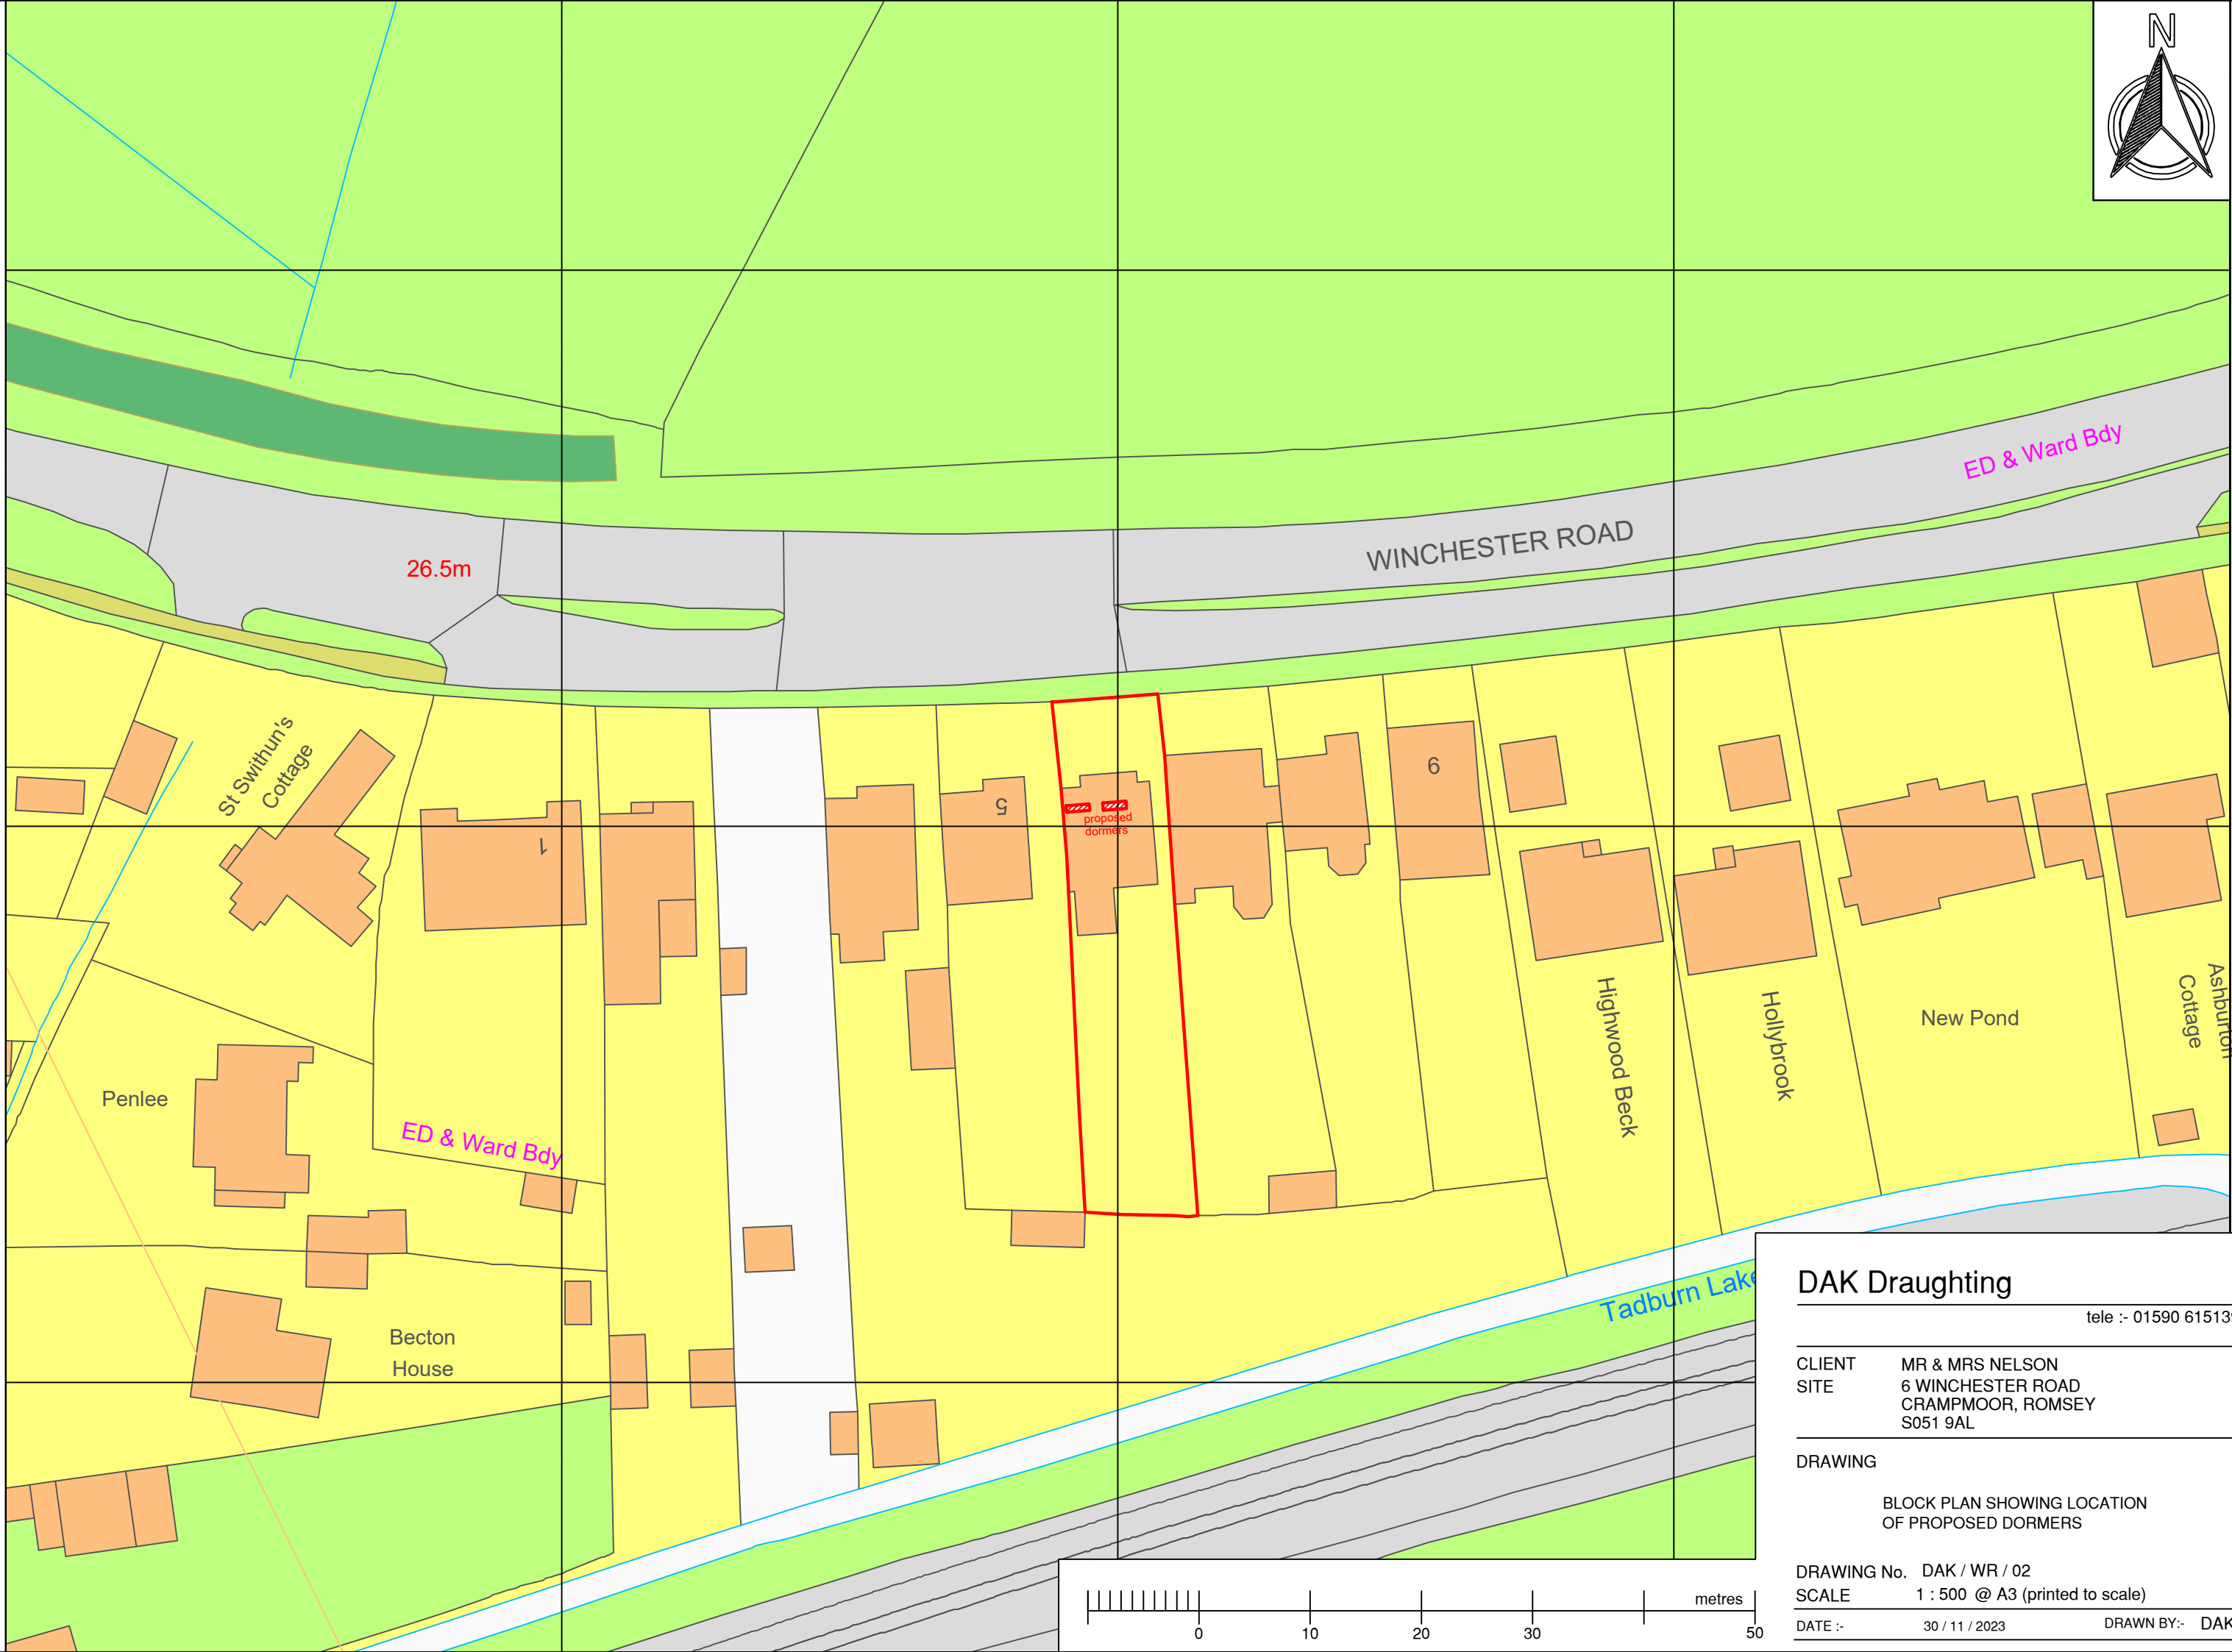 N
ED & Ward Bdy
WINCHESTER ROAD
26.5m
St Swithun's
Cottage
1
5
proposed
dormers
9
Highwood Beck
Hollybrook
New Pond
Ashburton
Cottage
Penlee
ED & Ward Bdy
Becton
House
Tadburn Lake
DAK Draughting
tele :- 01590 61513
CLIENT MR & MRS NELSON
SITE 6 WINCHESTER ROAD
CRAMPMOOR, ROMSEY
S051 9AL
DRAWING
BLOCK PLAN SHOWING LOCATION
OF PROPOSED DORMERS
DRAWING No. DAK / WR / 02
SCALE 1 : 500 @ A3 (printed to scale)
DATE :- 30 / 11 / 2023 DRAWN BY:- DAK
metres
0 10 20 30 50